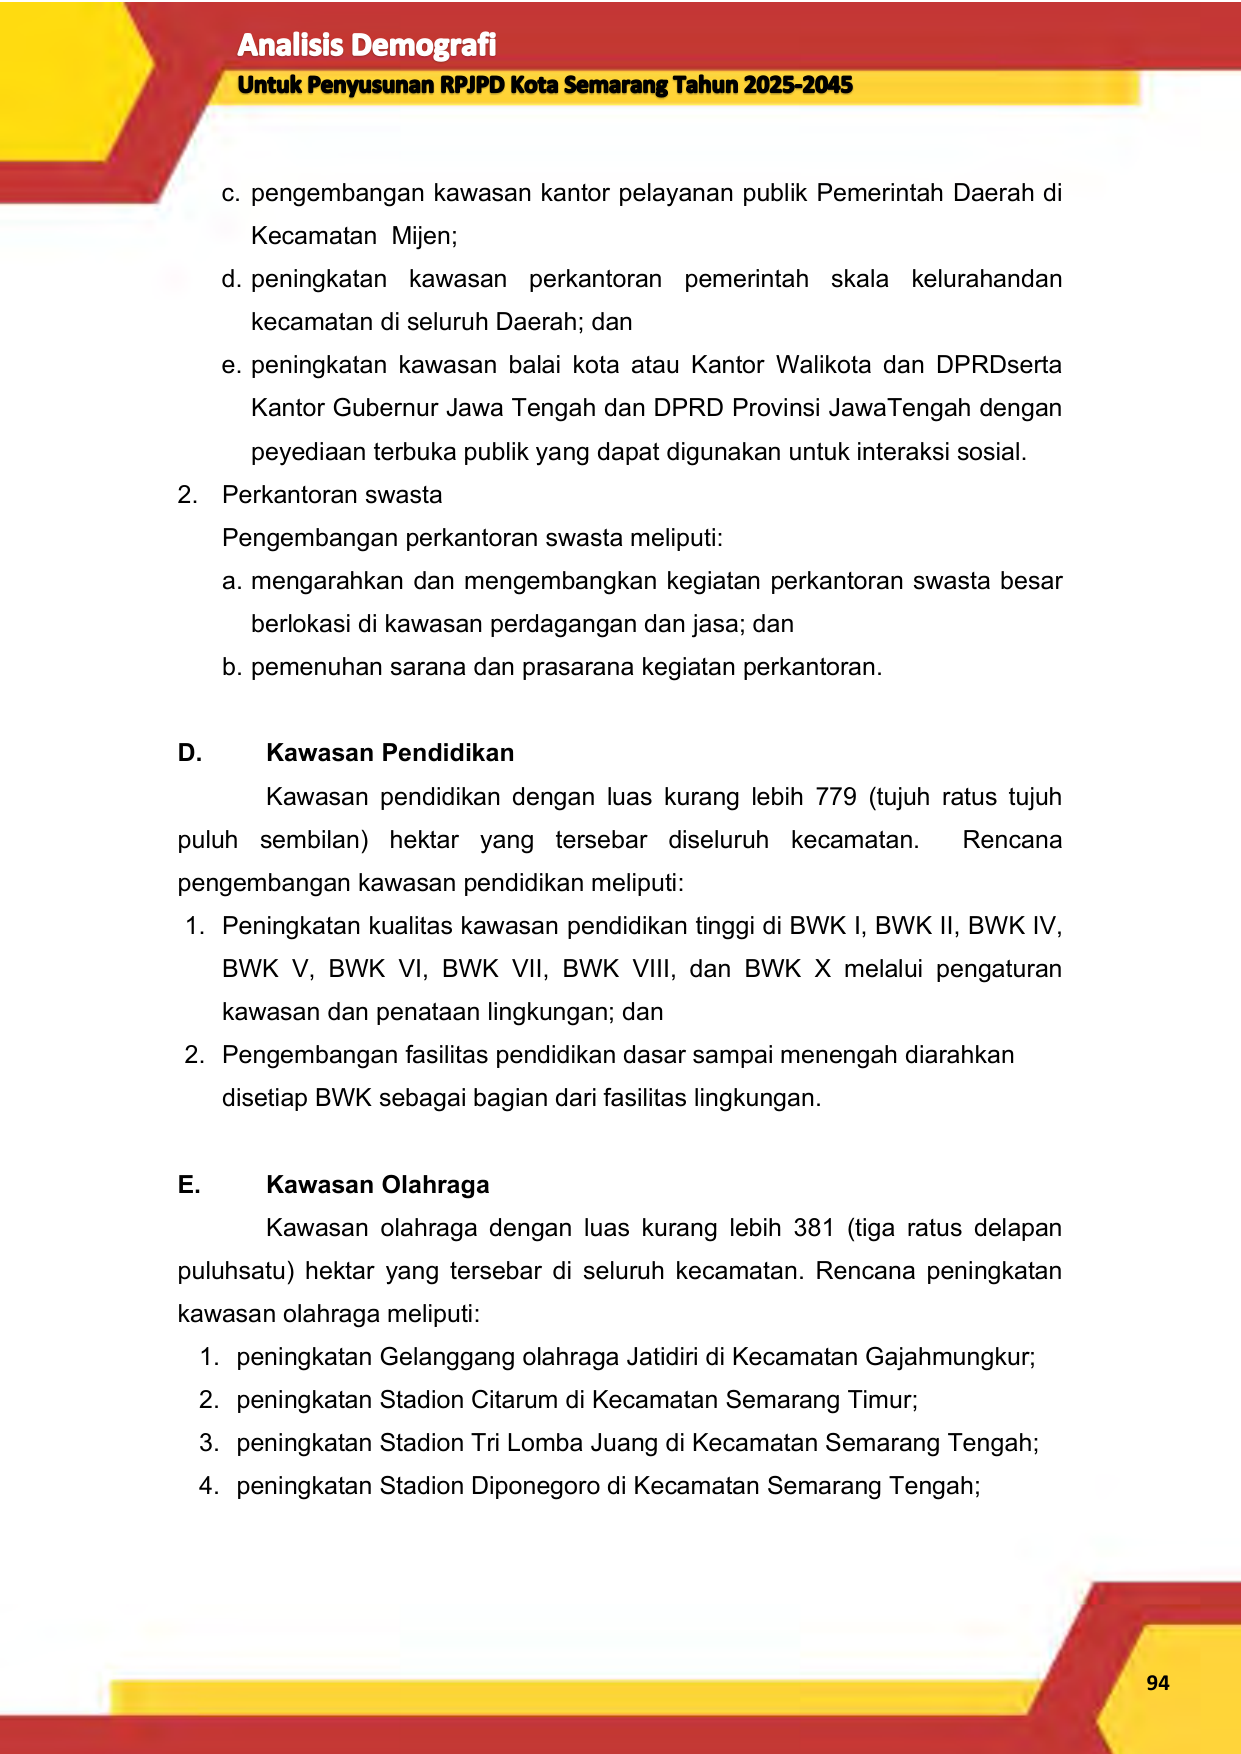 Analisis Demografi
Untuk Penyusunan RPJPD Kota Semarang Tahun 2025-2045
c. pengembangan kawasan kantor pelayanan publik Pemerintah Daerah di
Kecamatan Mijen;
d. peningkatan kawasan perkantoran pemerintah skala kelurahandan
kecamatan di seluruh Daerah; dan
e. peningkatan kawasan balai kota atau Kantor Walikota dan DPRDserta
Kantor Gubernur Jawa Tengah dan DPRD Provinsi JawaTengah dengan
peyediaan terbuka publik yang dapat digunakan untuk interaksi sosial.
2. Perkantoran swasta
Pengembangan perkantoran swasta meliputi:
a. mengarahkan dan mengembangkan kegiatan perkantoran swasta besar
berlokasi di kawasan perdagangan dan jasa; dan
b. pemenuhan sarana dan prasarana kegiatan perkantoran.
D. Kawasan Pendidikan
Kawasan pendidikan dengan luas kurang lebih 779 (tujuh ratus tujuh
puluh sembilan) hektar yang tersebar diseluruh kecamatan. Rencana
pengembangan kawasan pendidikan meliputi:
1. Peningkatan kualitas kawasan pendidikan tinggi di BWK I, BWK II, BWK IV,
BWK V, BWK VI, BWK VII, BWK VIII, dan BWK X melalui pengaturan
kawasan dan penataan lingkungan; dan
2. Pengembangan fasilitas pendidikan dasar sampai menengah diarahkan
disetiap BWK sebagai bagian dari fasilitas lingkungan.
E. Kawasan Olahraga
Kawasan olahraga dengan luas kurang lebih 381 (tiga ratus delapan
puluhsatu) hektar yang tersebar di seluruh kecamatan. Rencana peningkatan
kawasan olahraga meliputi:
1. peningkatan Gelanggang olahraga Jatidiri di Kecamatan Gajahmungkur;
2. peningkatan Stadion Citarum di Kecamatan Semarang Timur;
3. peningkatan Stadion Tri Lomba Juang di Kecamatan Semarang Tengah;
4. peningkatan Stadion Diponegoro di Kecamatan Semarang Tengah;
94